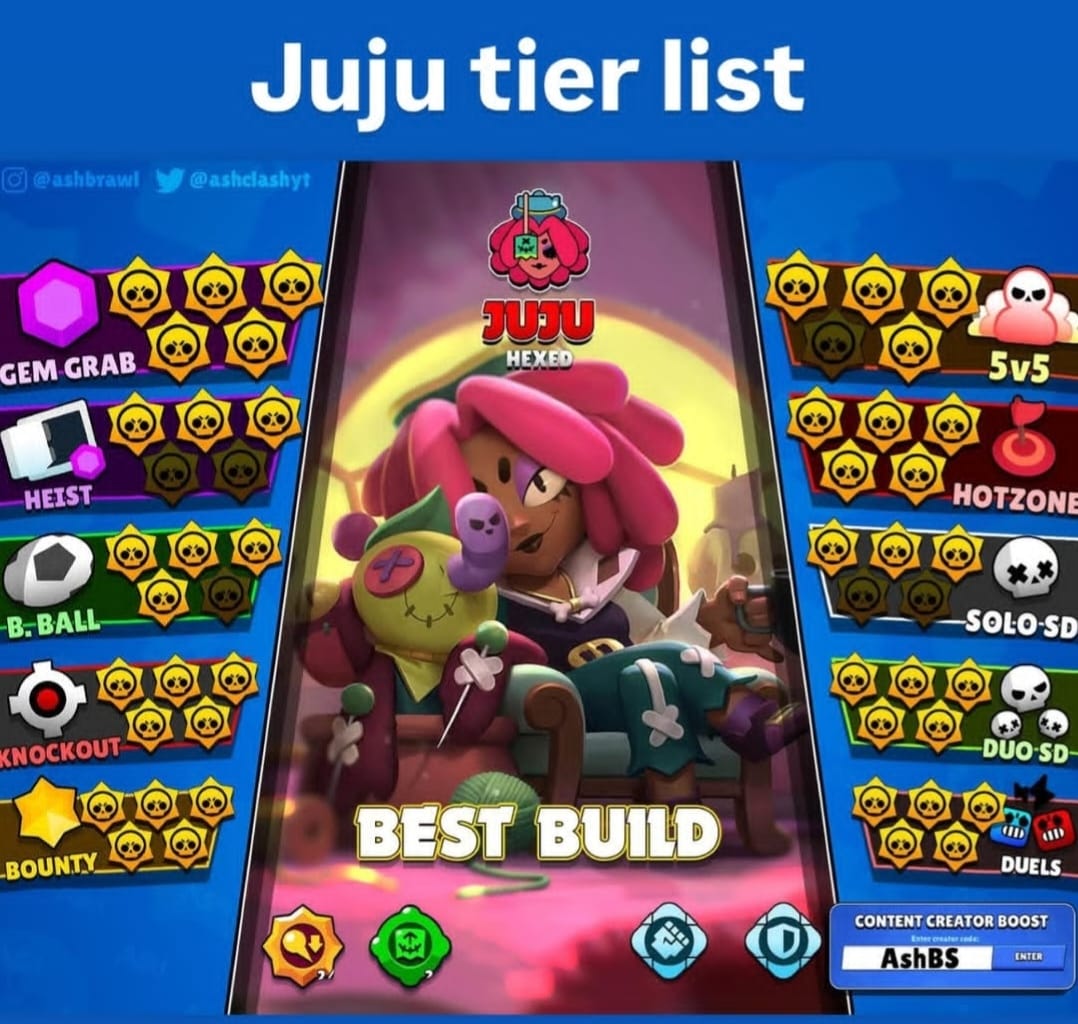 Juju tier list
@ashbrawl @ashclashyt
JUJU
HEXED
GEM GRAB
HEIST
B. BALL
KNOCKOUT
BOUNTY
5v5
HOTZONE
SOLO-SD
DUO SD
DUELS
BEST BUILD
CONTENT CREATOR BOOST
Enter creator code:
AshBS
ENTER